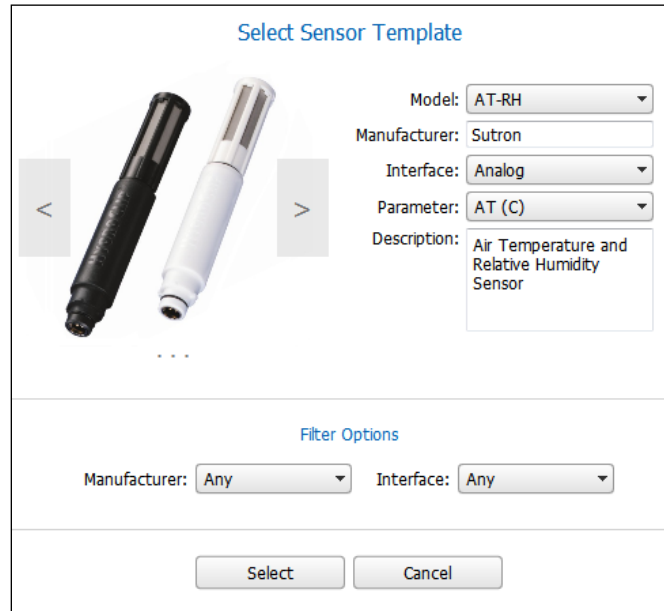 Select Sensor Template
Model: AT-RH
Manufacturer: Sutron
Interface: Analog
<
>
Parameter: AT (C)
Description: Air Temperature and
Relative Humidity
Sensor
Filter Options
Manufacturer: Any Interface: Any
Select Cancel